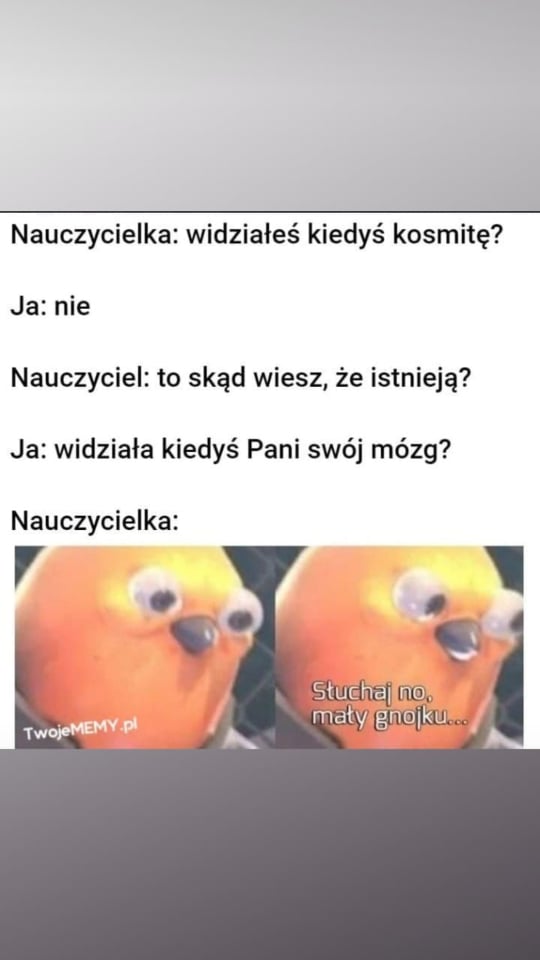 Nauczycielka: widziałeś kiedyś kosmitę?
Ja: nie
Nauczyciel: to skąd wiesz, że istnieją?
Ja: widziała kiedyś Pani swój mózg?
Nauczycielka:
Słuchaj no,
mały gnojku...
TwojeMEMY.pl